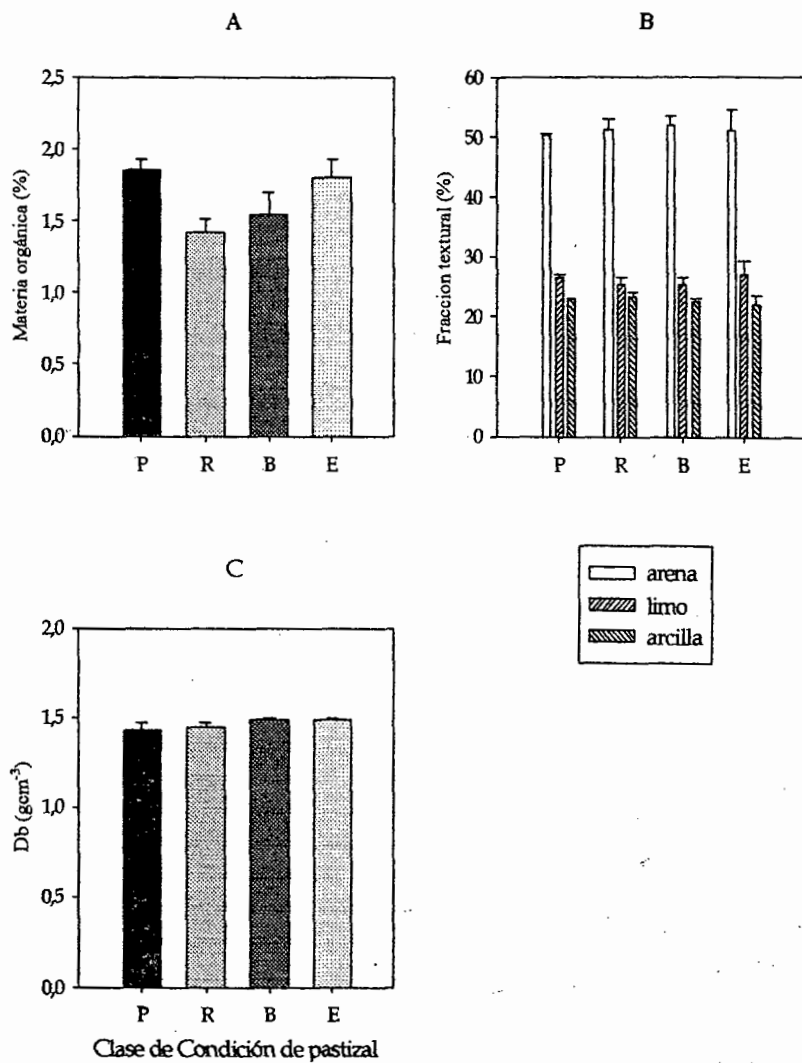 A
Materia orgánica (%)
2,5
2,0
1,5
1,0
0,5
0,0
P R B E
B
Fraccion textural (%)
60
50
40
30
20
10
0
P R B E
arena
limo
arcilla
C
Db (gcm-3)
2,0
1,5
1,0
0,5
0,0
P R B E
Clase de Condición de pastizal